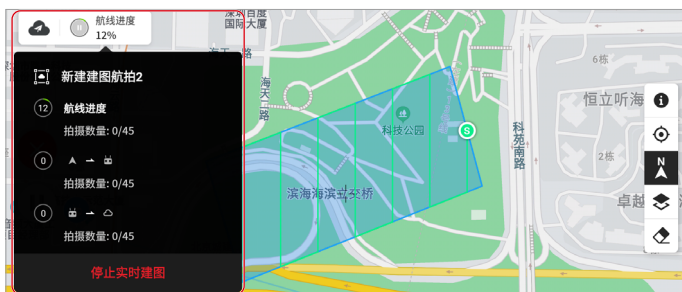 航线进度
12%
新建建图航拍2
12 航线进度
拍摄数量: 0/45
0
拍摄数量: 0/45
0
拍摄数量: 0/45
停止实时建图
深圳百度
国际大厦
海天一路
科技公园
S
滨海海滨立交桥
科苑南路
6栋
恒立听海
2栋
卓越
N